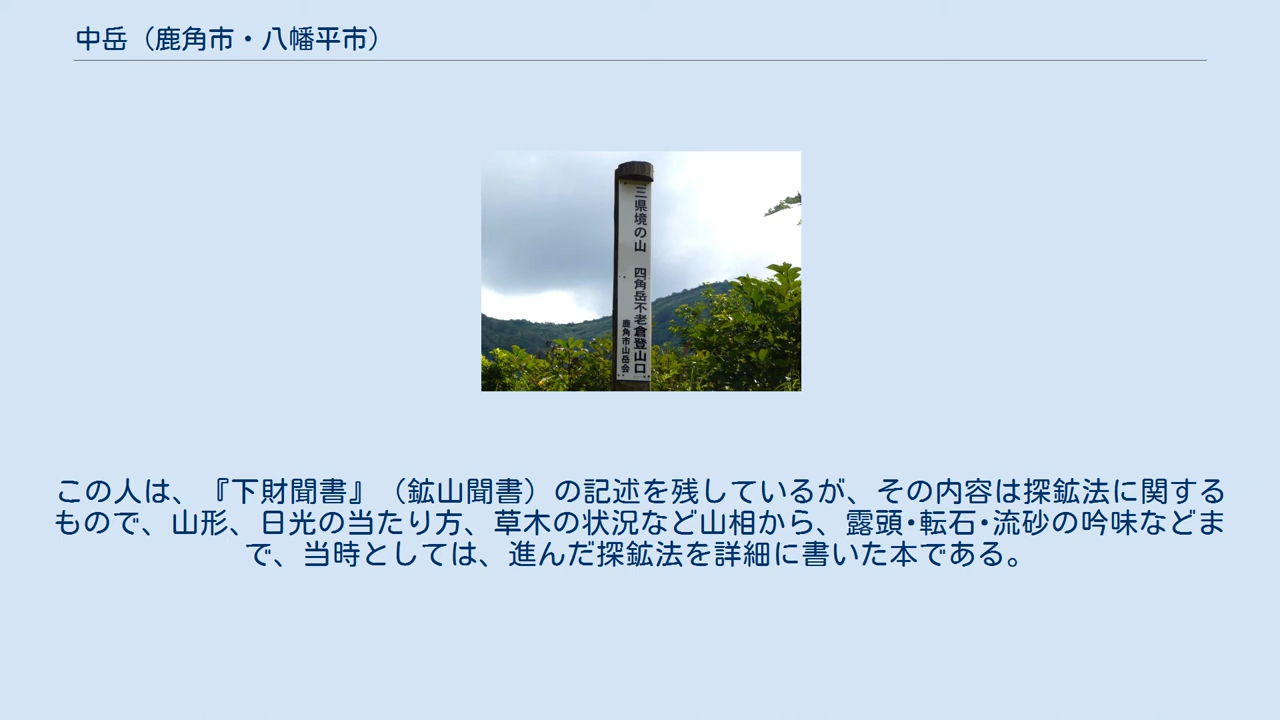 中岳（鹿角市・八幡平市）
三県境の山　四角岳不老倉登山口
鹿角市山岳会
この人は、『下財聞書』（鉱山聞書）の記述を残しているが、その内容は探鉱法に関する
もので、山形、日光の当たり方、草木の状況など山相から、露頭・転石・流砂の吟味などま
で、当時としては、進んだ探鉱法を詳細に書いた本である。